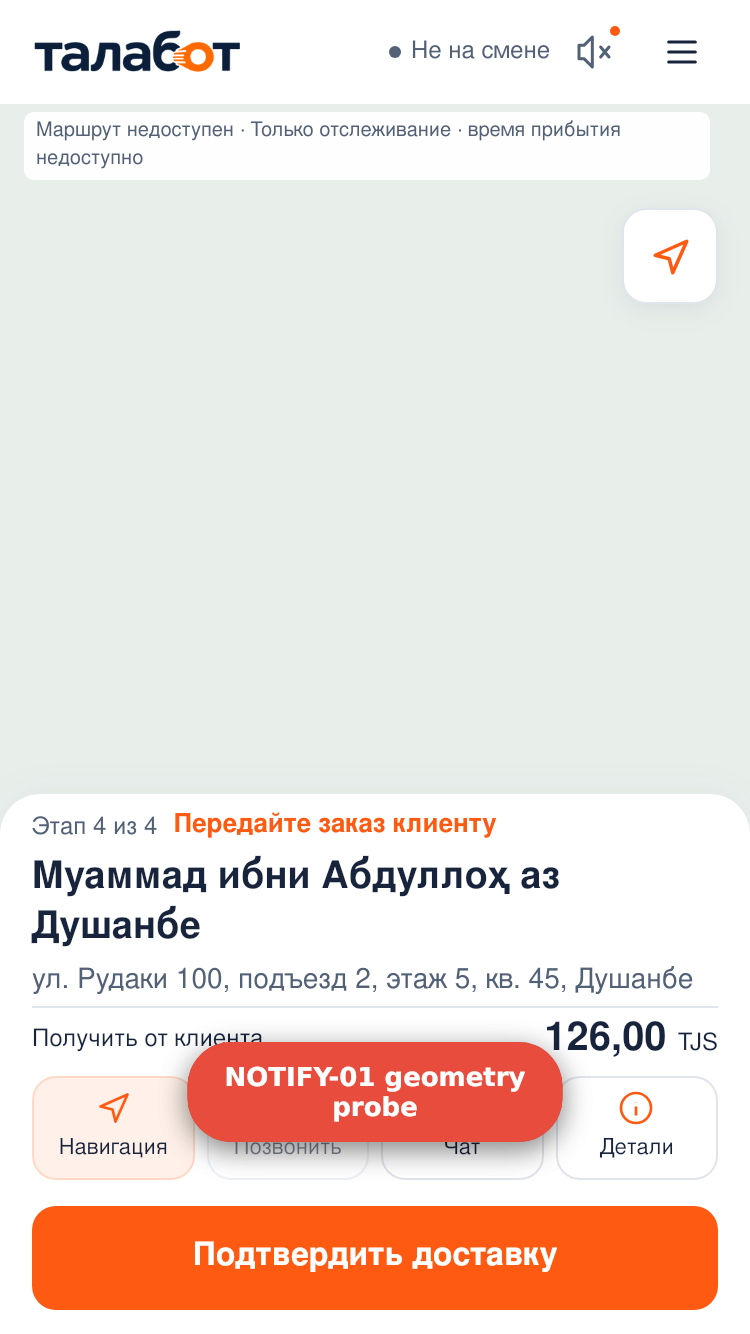 талабот
Не на смене
Маршрут недоступен · Только отслеживание · время прибытия
недоступно
Этап 4 из 4 Передайте заказ клиенту
Муаммад ибни Абдуллоҳ аз
Душанбе
ул. Рудаки 100, подъезд 2, этаж 5, кв. 45, Душанбе
Получить от клиента 126,00 TJS
NOTIFY-01 geometry
probe
Навигация Позвонить Чат Детали
Подтвердить доставку